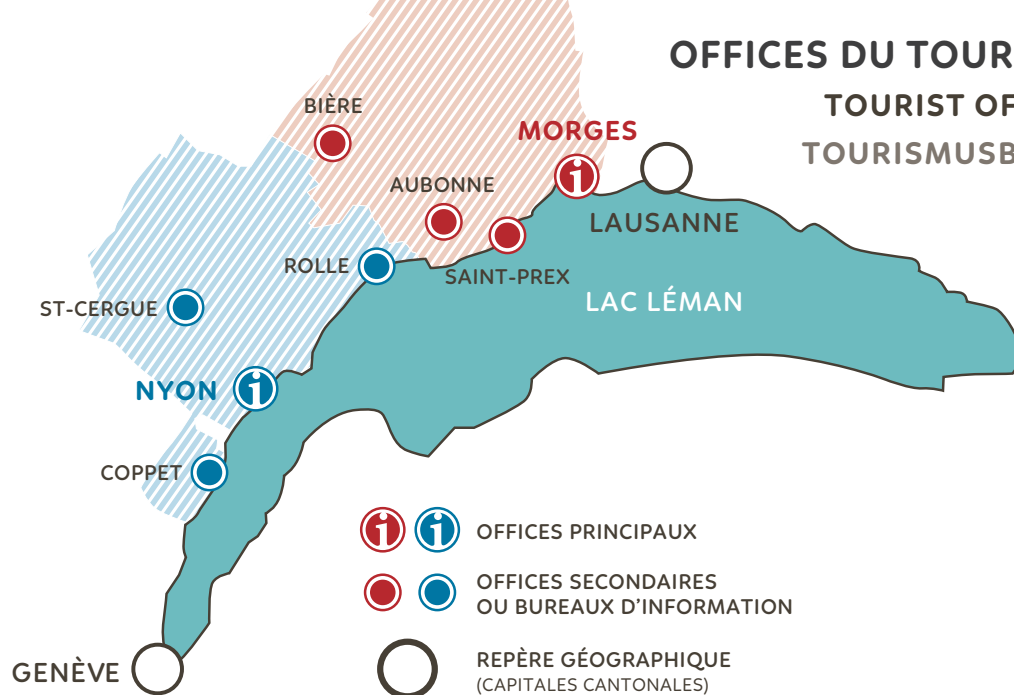 OFFICES DU TOUR
TOURIST OF
TOURISMUSB
BIÈRE
MORGES
AUBONNE
LAUSANNE
ROLLE
SAINT-PREX
ST-CERGUE
LAC LÉMAN
NYON
COPPET
OFFICES PRINCIPAUX
OFFICES SECONDAIRES
OU BUREAUX D'INFORMATION
GENÈVE
REPÈRE GÉOGRAPHIQUE
(CAPITALES CANTONALES)